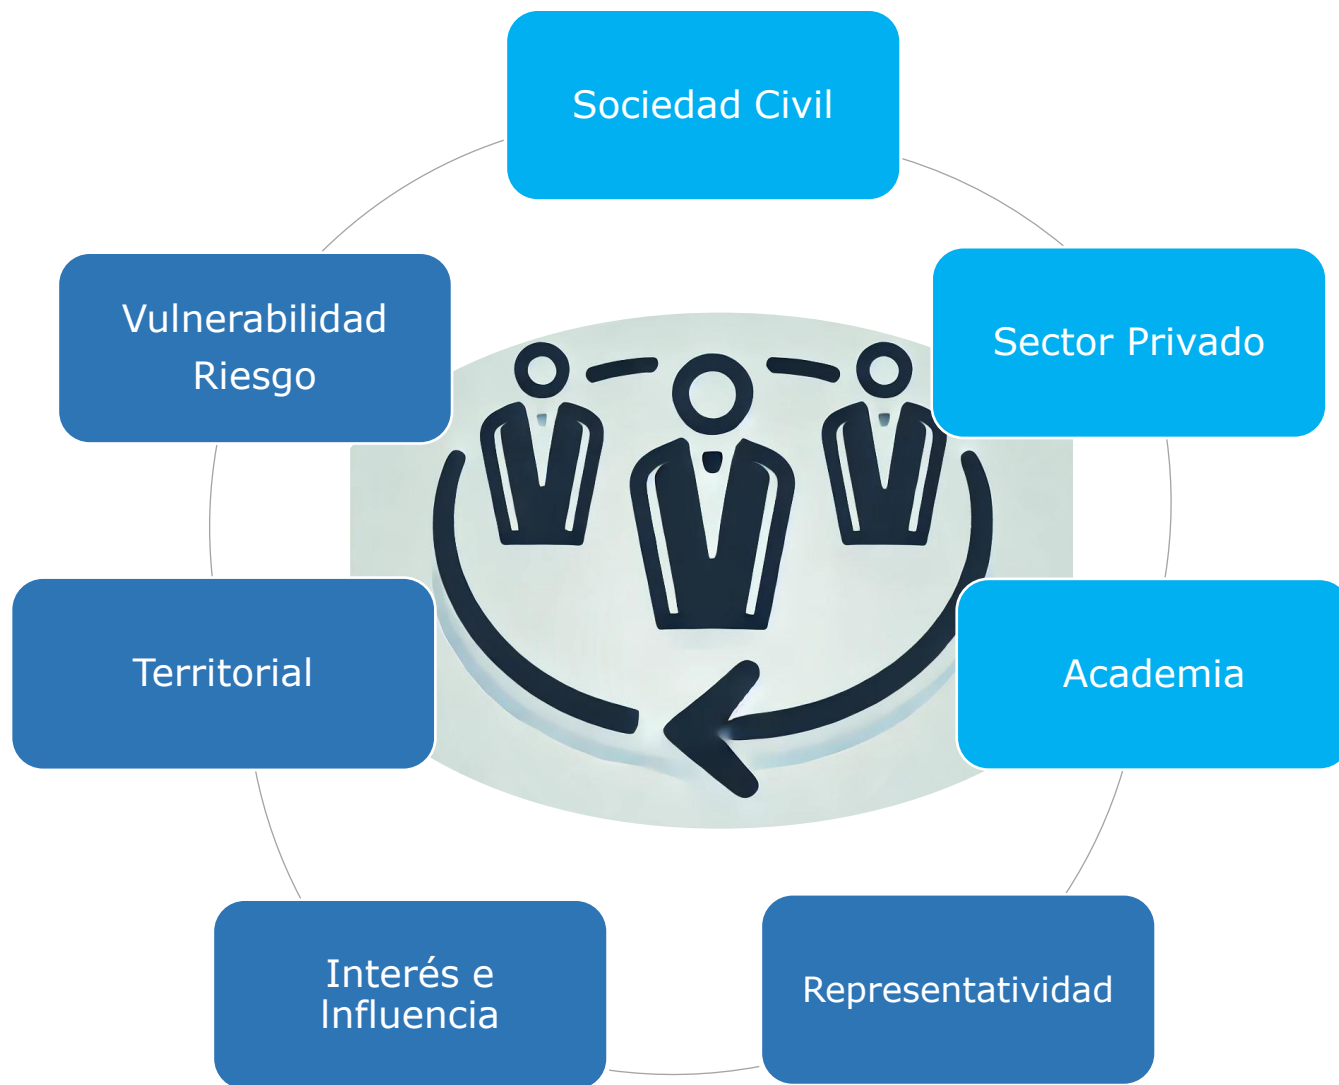 Sociedad Civil
Vulnerabilidad
Riesgo
Sector Privado
Territorial
Academia
Interés e
Influencia
Representatividad